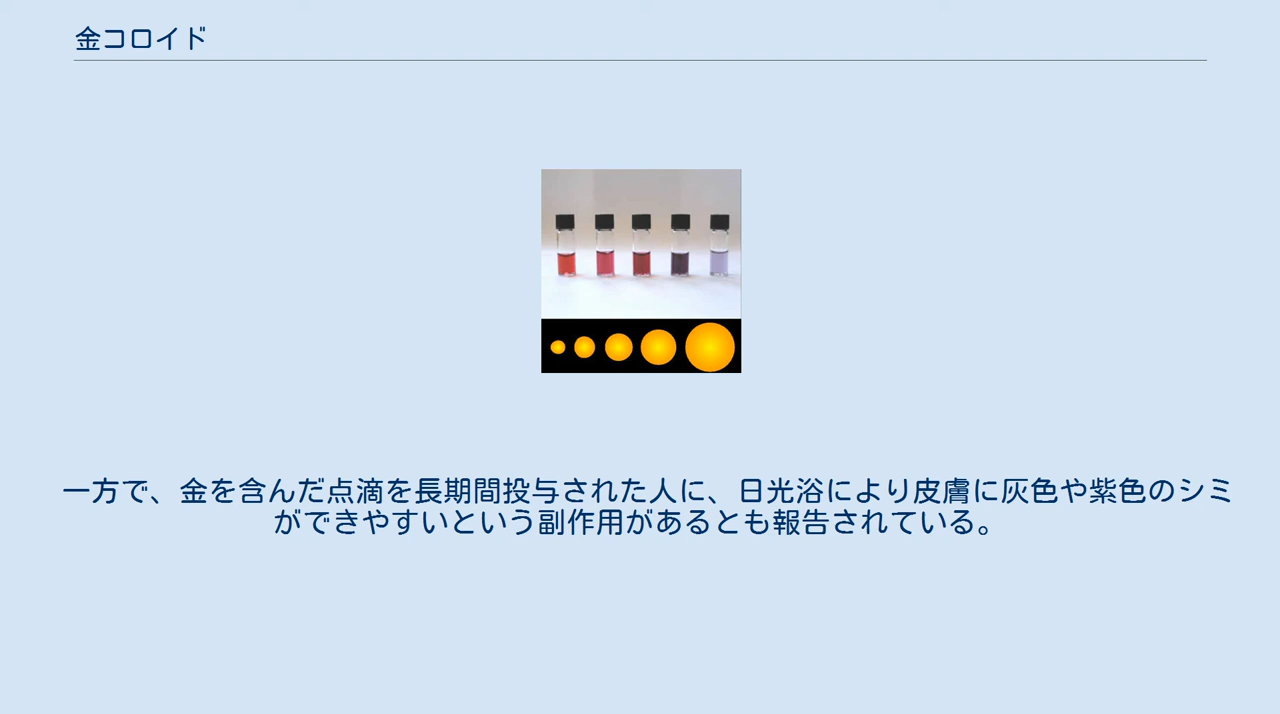 金コロイド
一方で、金を含んだ点滴を長期間投与された人に、日光浴により皮膚に灰色や紫色のシミ
ができやすいという副作用があるとも報告されている。